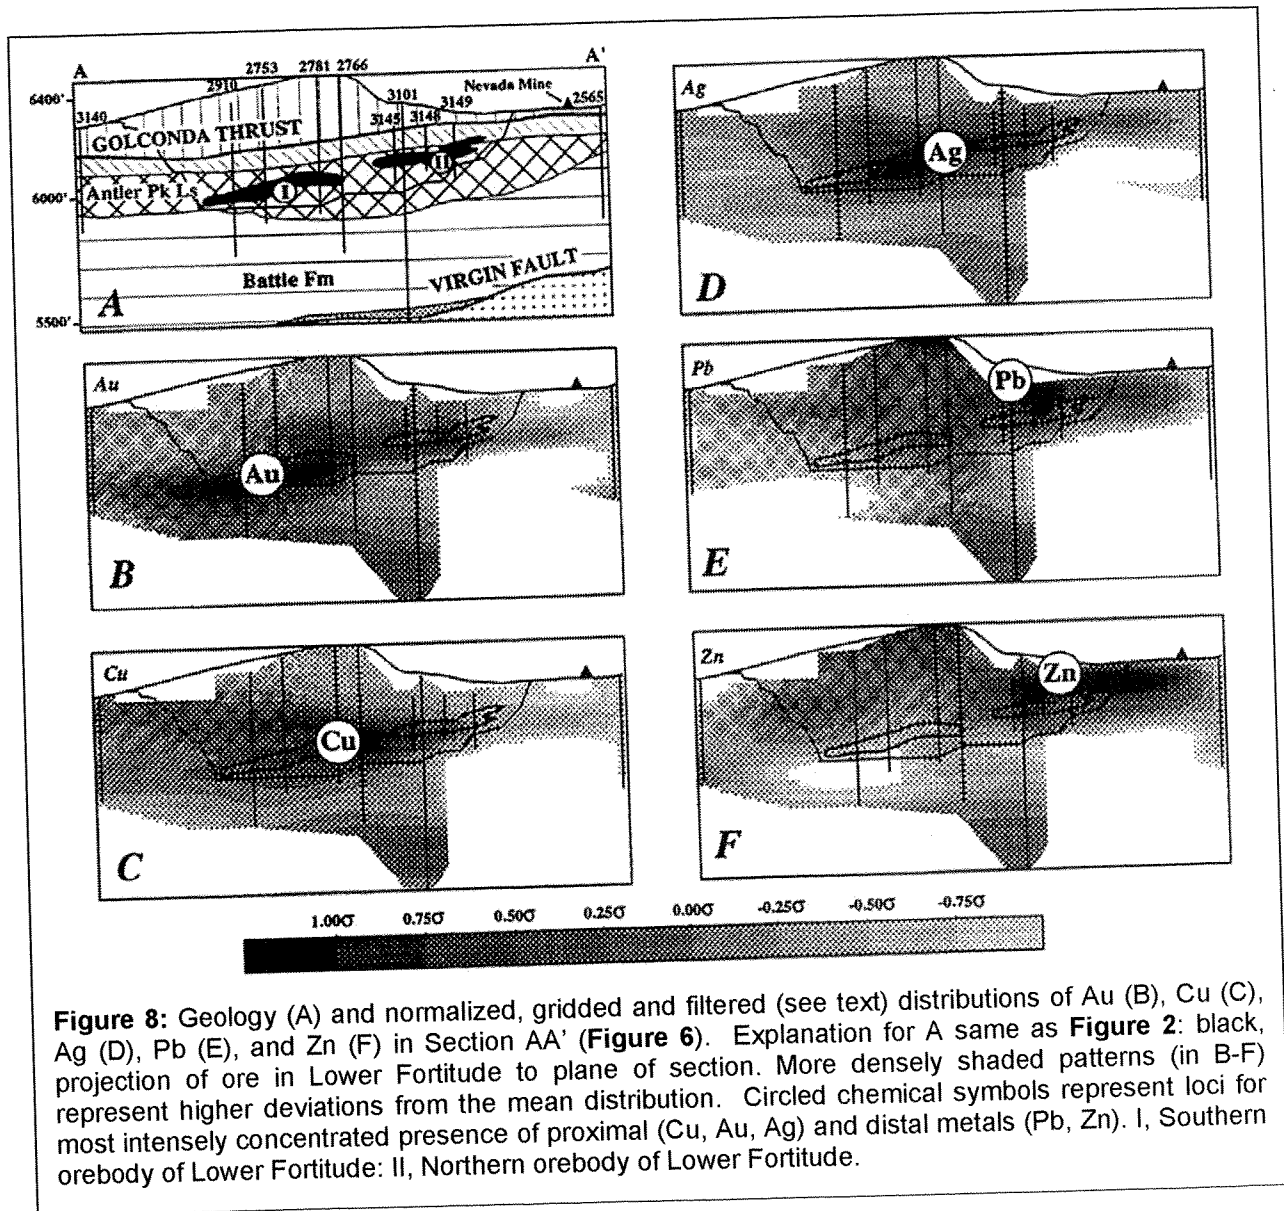 A
A'
2753
2781
2766
2910
3101
Nevada Mine
3149
2565
6400'
3140
3145
3148
GOLCONDA THRUST
II
I
Antler Pk Ls
6000'
Battle Fm
VIRGIN FAULT
A
5500'
Ag
Ag
D
Au
Au
B
Pb
Pb
E
Cu
Cu
C
Zn
Zn
F
1.00σ 0.75σ 0.50σ 0.25σ 0.00σ -0.25σ -0.50σ -0.75σ
Figure 8: Geology (A) and normalized, gridded and filtered (see text) distributions of Au (B), Cu (C),
Ag (D), Pb (E), and Zn (F) in Section AA' (Figure 6). Explanation for A same as Figure 2: black,
projection of ore in Lower Fortitude to plane of section. More densely shaded patterns (in B-F)
represent higher deviations from the mean distribution. Circled chemical symbols represent loci for
most intensely concentrated presence of proximal (Cu, Au, Ag) and distal metals (Pb, Zn). I, Southern
orebody of Lower Fortitude: II, Northern orebody of Lower Fortitude.